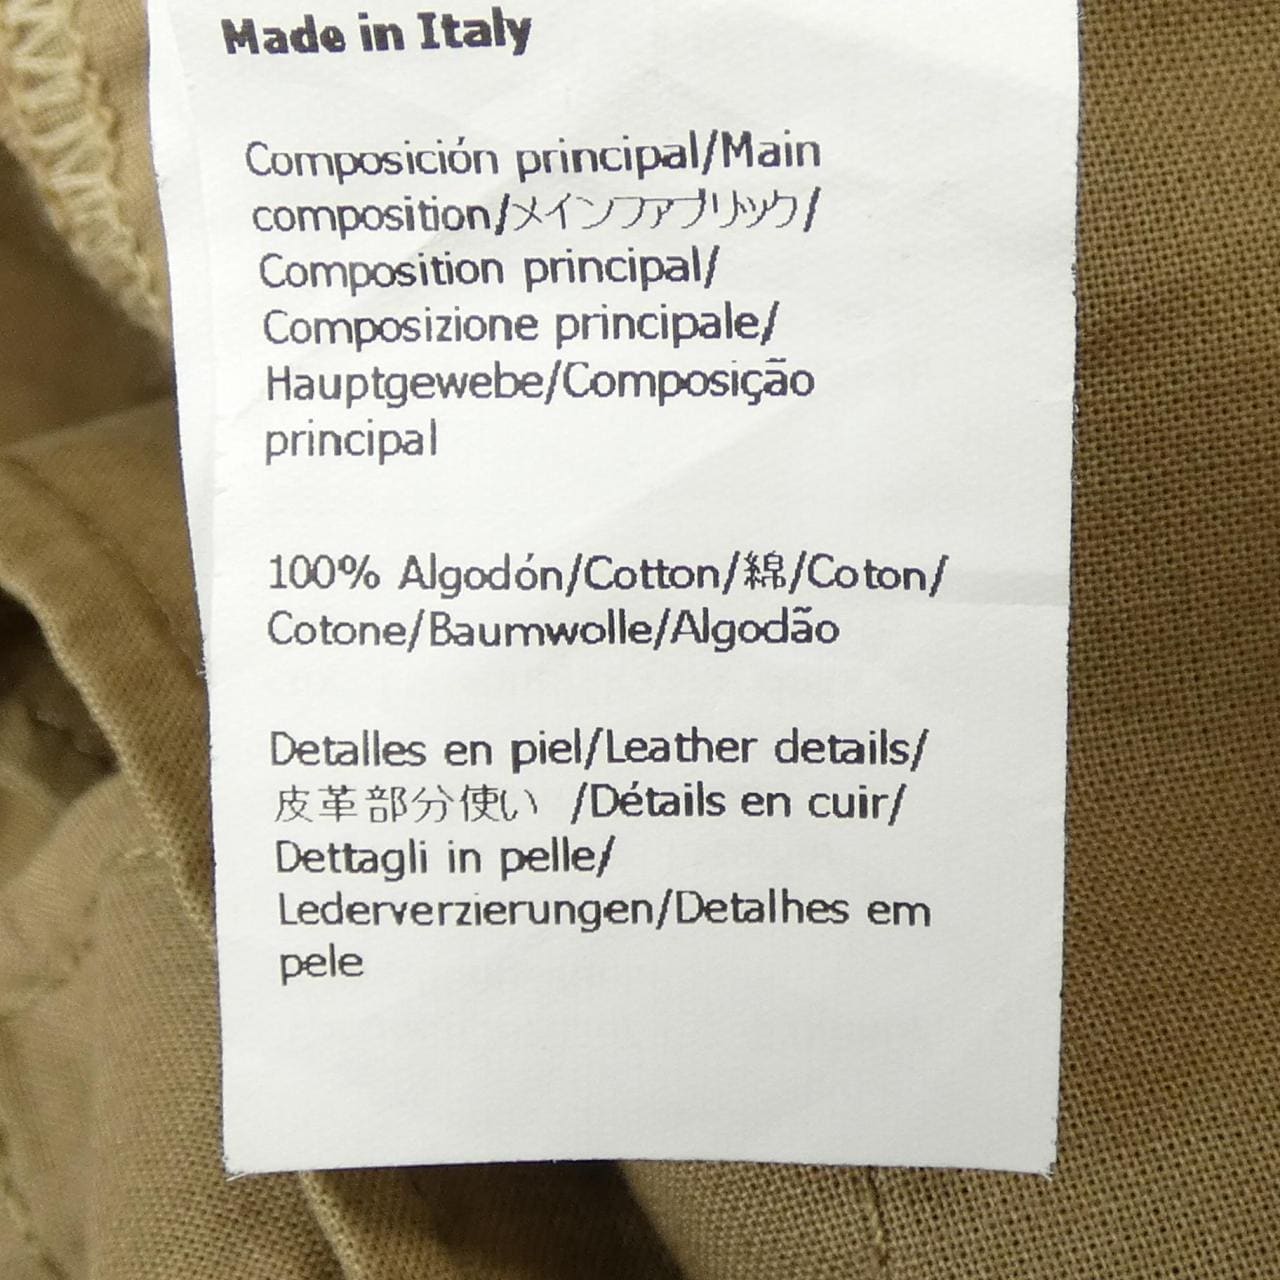 Made in Italy
Composición principal/Main
composition/メインファブリック/
Composition principal/
Composizione principale/
Hauptgewebe/Composição
principal
100% Algodón/Cotton/綿/Coton/
Cotone/Baumwolle/Algodão
Detalles en piel/Leather details/
皮革部分使い /Détails en cuir/
Dettagli in pelle/
Lederverzierungen/Detalhes em
pele